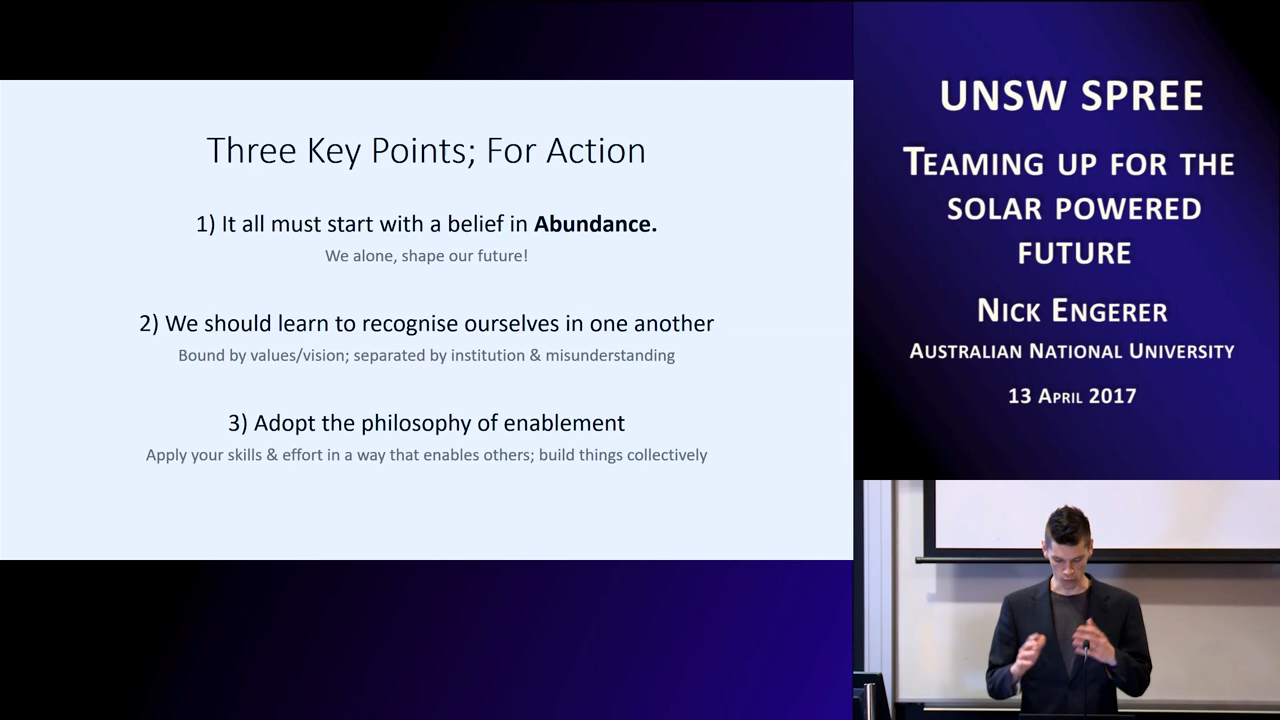 Three Key Points; For Action
1) It all must start with a belief in Abundance.
We alone, shape our future!
2) We should learn to recognise ourselves in one another
Bound by values/vision; separated by institution & misunderstanding
3) Adopt the philosophy of enablement
Apply your skills & effort in a way that enables others; build things collectively
UNSW SPREE
Teaming up for the
solar powered
future
Nick Engerer
Australian National University
13 April 2017